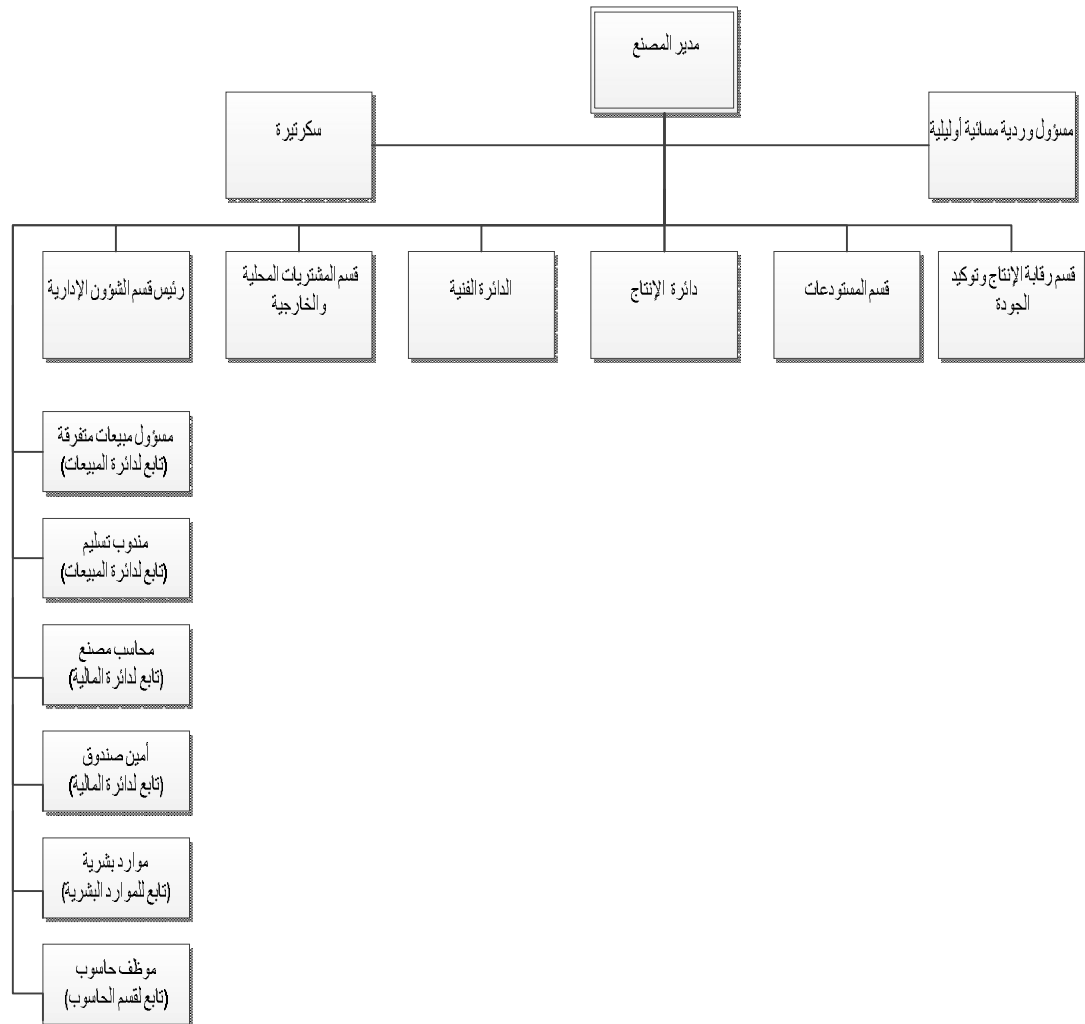 مدير المصنع
مسؤول وردية مسائية أوليلية
سكرتيرة
قسم رقابة الإنتاج وتوكيد
الجودة
قسم المستودعات
دائرة الإنتاج
الدائرة الفنية
قسم المشتريات المحلية
والخارجية
رئيس قسم الشؤون الإدارية
مسؤول مبيعات متفرقة
(تابع لدائرة المبيعات)
مندوب تسليم
(تابع لدائرة المبيعات)
محاسب مصنع
(تابع لدائرة المالية)
أمين صندوق
(تابع لدائرة المالية)
موارد بشرية
(تابع للموارد البشرية)
موظف حاسوب
(تابع لقسم الحاسوب)